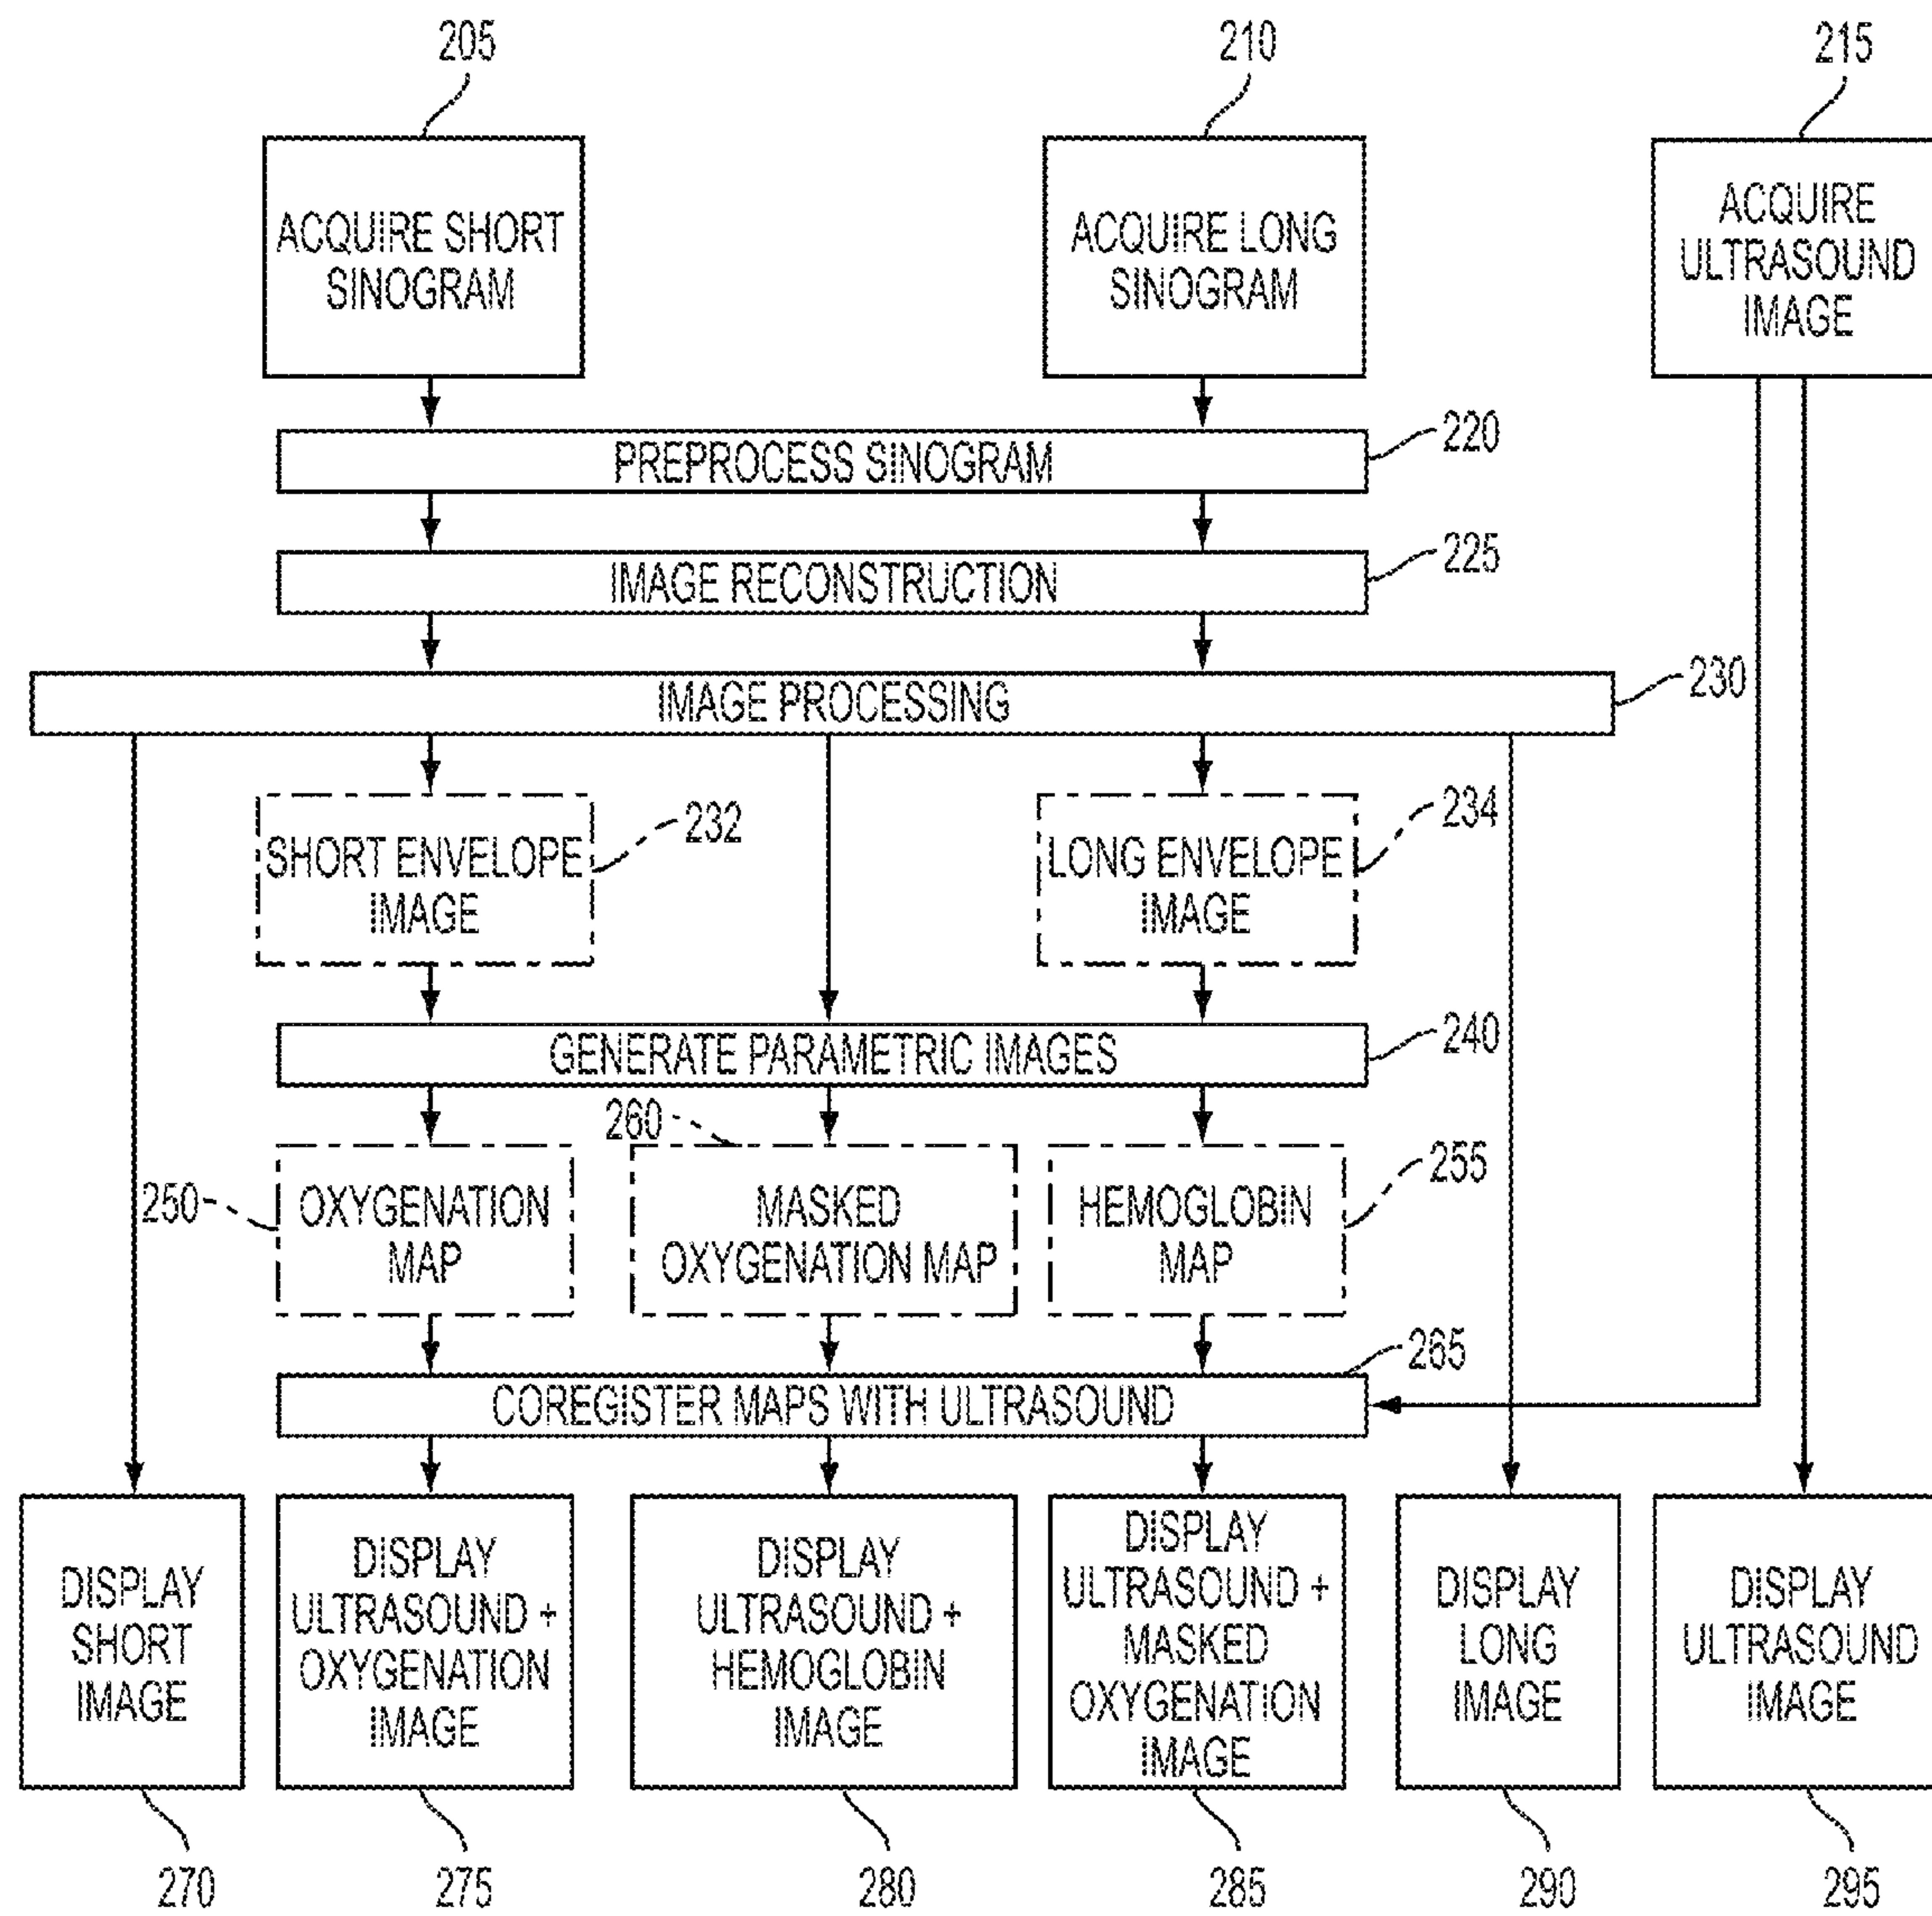 205
210
215
ACQUIRE SHORT
SINOGRAM
ACQUIRE LONG
SINOGRAM
ACQUIRE
ULTRASOUND
IMAGE
220
PREPROCESS SINOGRAM
225
IMAGE RECONSTRUCTION
230
IMAGE PROCESSING
232
SHORT ENVELOPE
IMAGE
234
LONG ENVELOPE
IMAGE
240
GENERATE PARAMETRIC IMAGES
250
OXYGENATION
MAP
260
MASKED
OXYGENATION MAP
255
HEMOGLOBIN
MAP
265
COREGISTER MAPS WITH ULTRASOUND
DISPLAY
SHORT
IMAGE
DISPLAY
ULTRASOUND +
OXYGENATION
IMAGE
DISPLAY
ULTRASOUND +
HEMOGLOBIN
IMAGE
DISPLAY
ULTRASOUND +
MASKED
OXYGENATION
IMAGE
DISPLAY
LONG
IMAGE
DISPLAY
ULTRASOUND
IMAGE
270
275
280
285
290
295